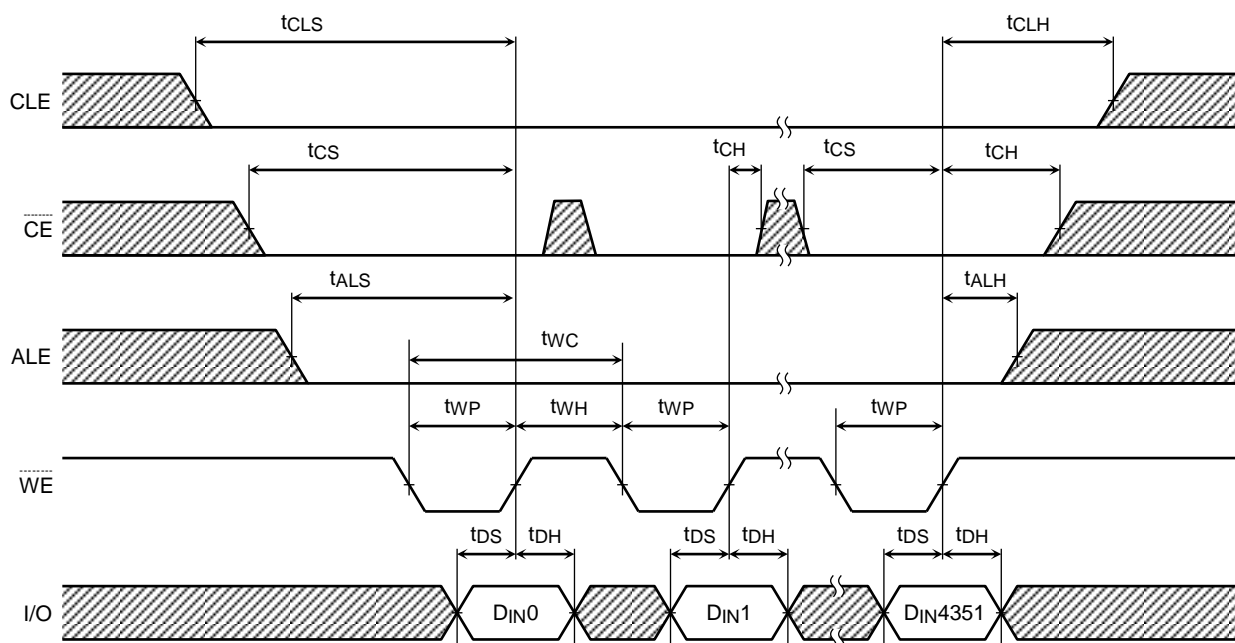 tCLS tCLH
CLE
tCS tCH tCS tCH
CE
tALS tALH
ALE
tWC
tWP tWH tWP tWP
WE
tDS tDH tDS tDH tDS tDH
I/O DIN0 DIN1 DIN4351